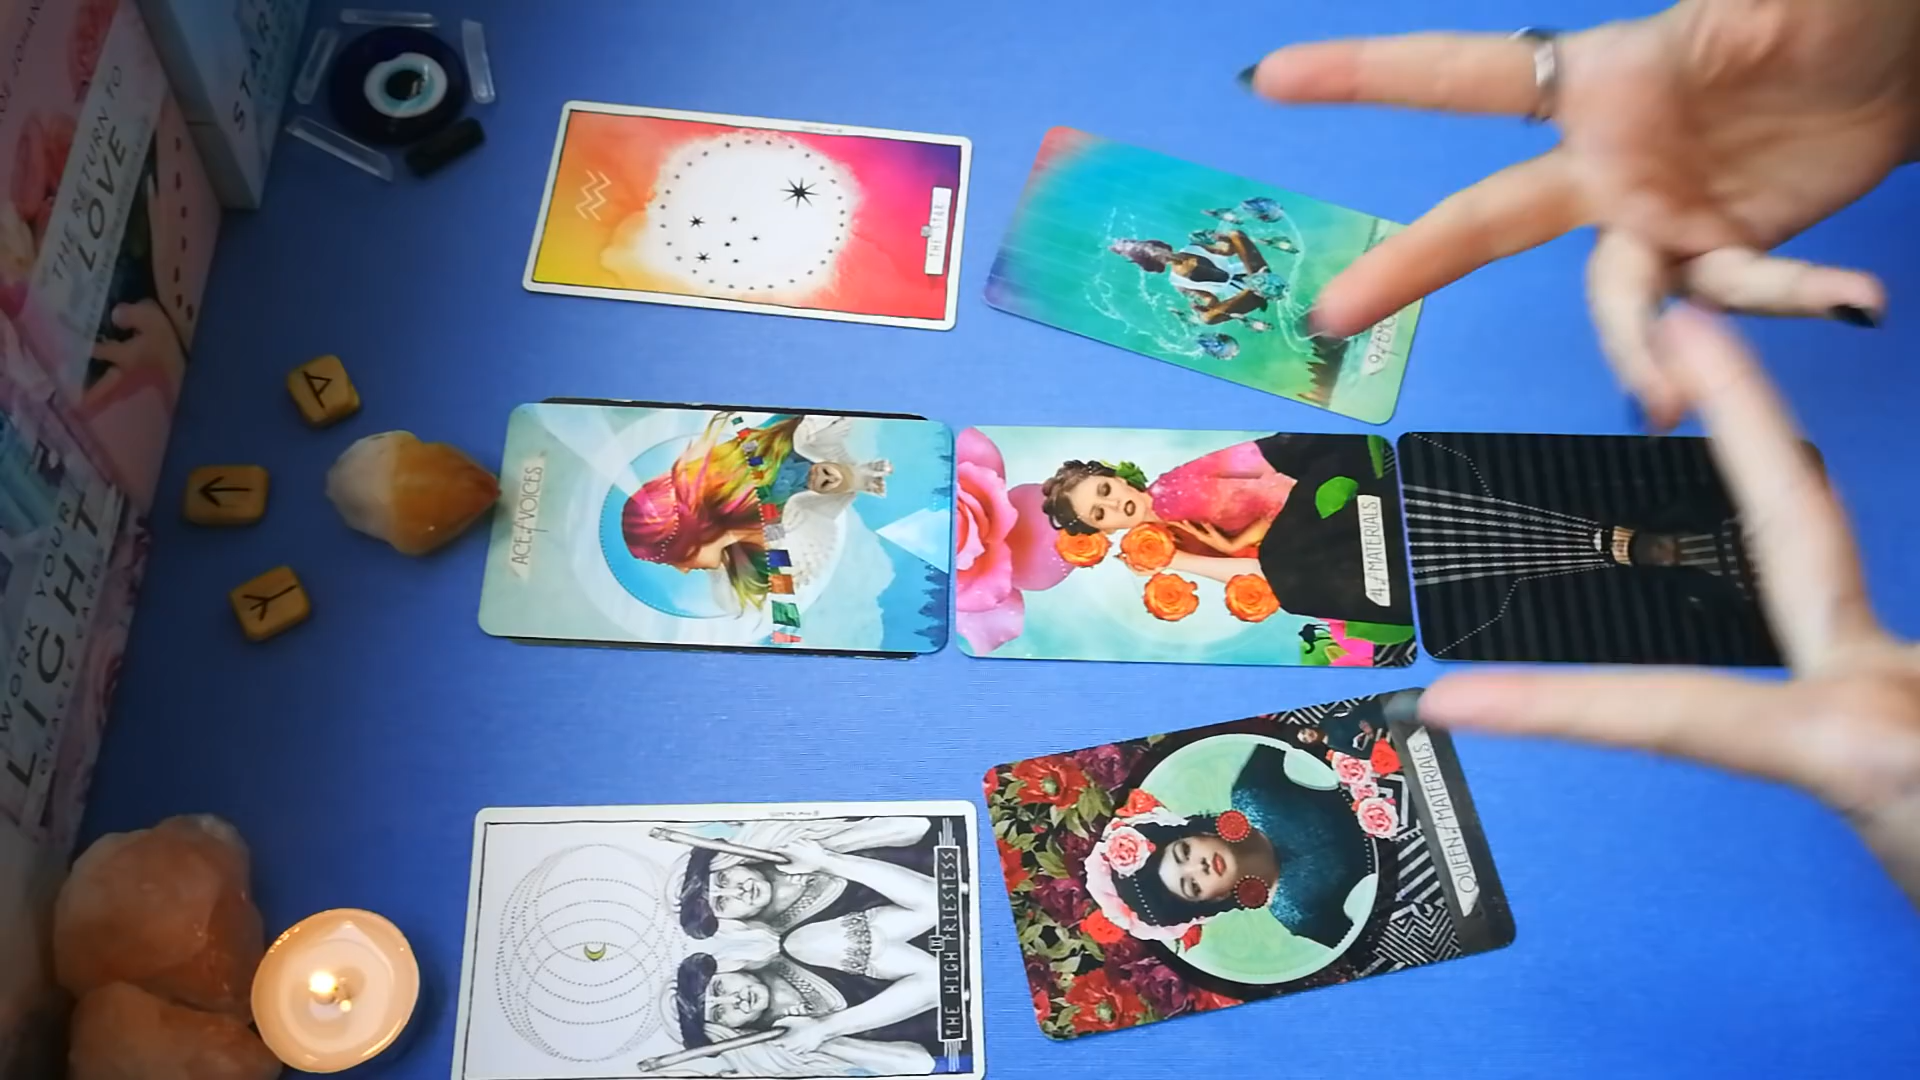 THE RETURN TO
LOVE
WORK YOUR
LIGHT
ORACLE CARDS
THE STAR
ACE of VOICES
4 of MATERIALS
QUEEN of MATERIALS
THE HIGH PRIESTESS
II